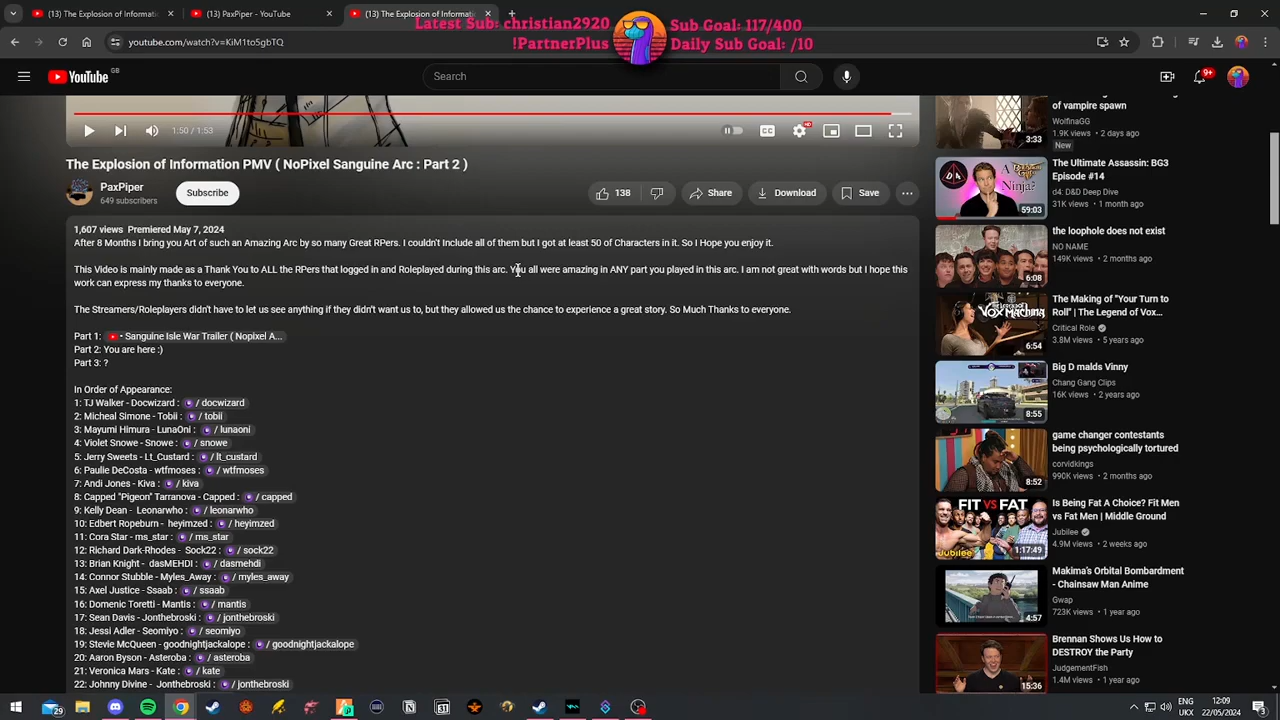 (13) The Explosion of Information
(13) PaxPiper - YouTube
(13) The Explosion of Informati
Latest Sub: christian2920
Sub Goal: 117/400
!PartnerPlus
Daily Sub Goal: /10
youtube.com/watch?v=KiM1to5gbTQ
YouTube GB
Search
9+
1:50 / 1:53
CC
HD
The Explosion of Information PMV ( NoPixel Sanguine Arc : Part 2 )
PaxPiper
649 subscribers
Subscribe
138
Share
Download
Save
1,607 views Premiered May 7, 2024
After 8 Months I bring you Art of such an Amazing Arc by so many Great RPers. I couldn't Include all of them but I got at least 50 of Characters in it. So I Hope you enjoy it.
This Video is mainly made as a Thank You to ALL the RPers that logged in and Roleplayed during this arc. You all were amazing in ANY part you played in this arc. I am not great with words but I hope this
work can express my thanks to everyone.
The Streamers/Roleplayers didn't have to let us see anything if they didn't want us to, but they allowed us the chance to experience a great story. So Much Thanks to everyone.
Part 1: • Sanguine Isle War Trailer ( Nopixel A...
Part 2: You are here :)
Part 3: ?
In Order of Appearance:
1: TJ Walker - Docwizard : / docwizard
2: Micheal Simone - Tobii : / tobii
3: Mayumi Himura - LunaOni : / lunaoni
4: Violet Snowe - Snowe : / snowe
5: Jerry Sweets - Lt_Custard : / lt_custard
6: Paulie DeCosta - wtfmoses : / wtfmoses
7: Andi Jones - Kiva : / kiva
8: Capped "Pigeon" Tarranova - Capped : / capped
9: Kelly Dean - Leonarwho : / leonarwho
10: Edbert Ropeburn - heyimzed : / heyimzed
11: Cora Star - ms_star : / ms_star
12: Richard Dark-Rhodes - Sock22 : / sock22
13: Brian Knight - dasMEHDI : / dasmehdi
14: Connor Stubble - Myles_Away : / myles_away
15: Axel Justice - Ssaab : / ssaab
16: Domenic Toretti - Mantis : / mantis
17: Sean Davis - Jonthebroski : / jonthebroski
18: Jessi Adler - Seomlyo : / seomlyo
19: Stevie McQueen - goodnightjackalope : / goodnightjackalope
20: Aaron Byson - Asteroba : / asteroba
21: Veronica Mars - Kate : / kate
22: Johnny Divine - Jonthebroski : / jonthebroski
of vampire spawn
WolfinaGG
1.9K views • 2 days ago
New
3:33
The Ultimate Assassin: BG3
Episode #14
d4: D&D Deep Dive
31K views • 1 month ago
59:03
the loophole does not exist
NO NAME
149K views • 2 months ago
6:08
The Making of "Your Turn to
Roll" | The Legend of Vox...
Critical Role
3.8M views • 5 years ago
6:54
Big D malds Vinny
Chang Gang Clips
16K views • 2 years ago
8:55
game changer contestants
being psychologically tortured
corvidkings
990K views • 2 months ago
8:52
Is Being Fat A Choice? Fit Men
vs Fat Men | Middle Ground
Jubilee
4.9M views • 2 weeks ago
FIT VS FAT
Jubilee
1:17:49
Makima's Orbital Bombardment
- Chainsaw Man Anime
Gwap
723K views • 1 year ago
4:57
Brennan Shows Us How to
DESTROY the Party
JudgementFish
1.4M views • 1 year ago
15:36
29
31
ENG
UKX
12:09
22/05/2024